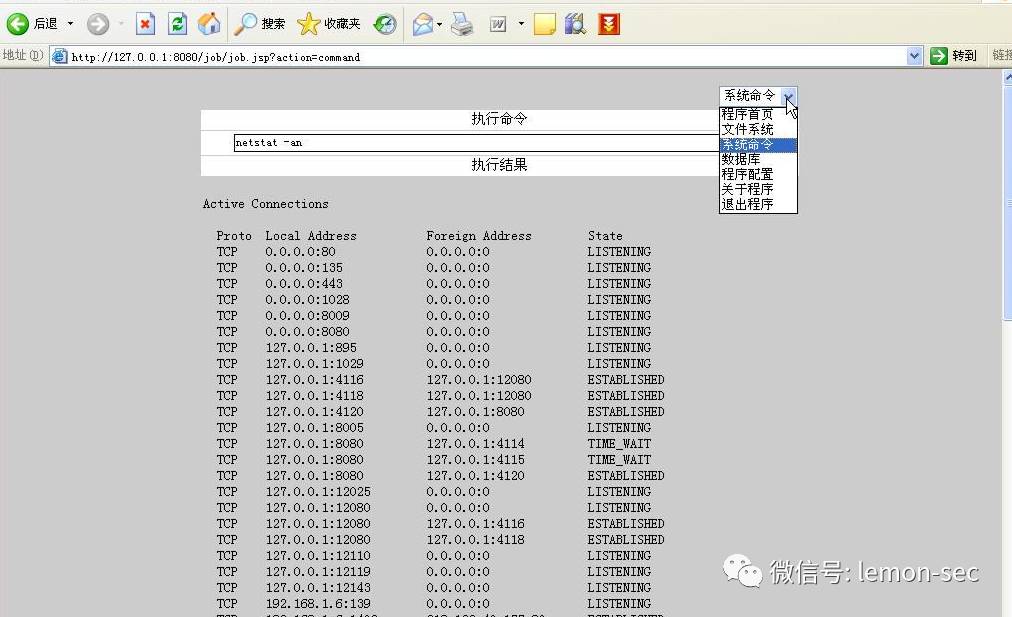 后退 搜索 收藏夹
地址(D) http://127.0.0.1:8080/job/job.jsp?action=command 转到 链接
系统命令
程序首页
文件系统
系统命令
数据库
程序配置
关于程序
退出程序
执行命令
netstat -an
执行结果
Active Connections
Proto Local Address Foreign Address State
TCP 0.0.0.0:80 0.0.0.0:0 LISTENING
TCP 0.0.0.0:135 0.0.0.0:0 LISTENING
TCP 0.0.0.0:443 0.0.0.0:0 LISTENING
TCP 0.0.0.0:1028 0.0.0.0:0 LISTENING
TCP 0.0.0.0:8009 0.0.0.0:0 LISTENING
TCP 0.0.0.0:8080 0.0.0.0:0 LISTENING
TCP 127.0.0.1:895 0.0.0.0:0 LISTENING
TCP 127.0.0.1:1029 0.0.0.0:0 LISTENING
TCP 127.0.0.1:4116 127.0.0.1:12080 ESTABLISHED
TCP 127.0.0.1:4118 127.0.0.1:12080 ESTABLISHED
TCP 127.0.0.1:4120 127.0.0.1:8080 ESTABLISHED
TCP 127.0.0.1:8005 0.0.0.0:0 LISTENING
TCP 127.0.0.1:8080 127.0.0.1:4114 TIME_WAIT
TCP 127.0.0.1:8080 127.0.0.1:4115 TIME_WAIT
TCP 127.0.0.1:8080 127.0.0.1:4120 ESTABLISHED
TCP 127.0.0.1:12025 0.0.0.0:0 LISTENING
TCP 127.0.0.1:12080 0.0.0.0:0 LISTENING
TCP 127.0.0.1:12080 127.0.0.1:4116 ESTABLISHED
TCP 127.0.0.1:12080 127.0.0.1:4118 ESTABLISHED
TCP 127.0.0.1:12110 0.0.0.0:0 LISTENING
TCP 127.0.0.1:12119 0.0.0.0:0 LISTENING
TCP 127.0.0.1:12143 0.0.0.0:0 LISTENING
TCP 192.168.1.6:139 0.0.0.0:0 LISTENING
微信号: lemon-sec